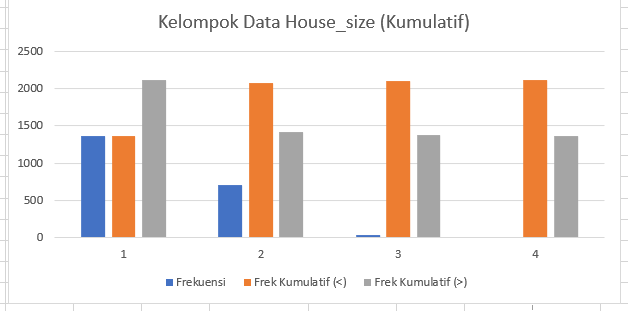 Kelompok Data House_size (Kumulatif)
2500
2000
1500
1000
500
0
1 2 3 4
Frekuensi Frek Kumulatif (<) Frek Kumulatif (>)